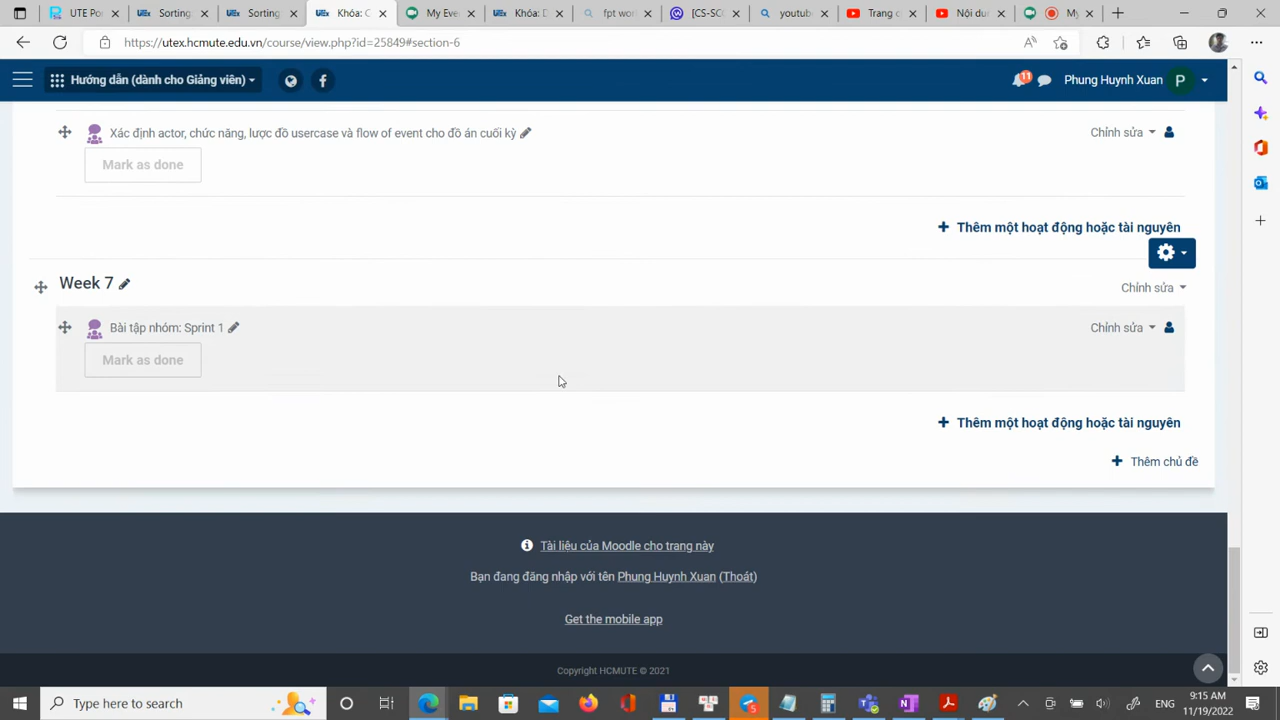 UTE Po:
Sorting:
Sorting
Khóa: C
My Eve
Khóa: Đ
fpt wor
[CS-SC
youtub
Trang c
Nội du
My
https://utex.hcmute.edu.vn/course/view.php?id=25849#section-6
Hướng dẫn (dành cho Giảng viên)
11
Phung Huynh Xuan P
Xác định actor, chức năng, lược đồ usercase và flow of event cho đồ án cuối kỳ
Chỉnh sửa
Mark as done
+ Thêm một hoạt động hoặc tài nguyên
Week 7
Chỉnh sửa
Bài tập nhóm: Sprint 1
Chỉnh sửa
Mark as done
+ Thêm một hoạt động hoặc tài nguyên
+ Thêm chủ đề
Tài liệu của Moodle cho trang này
Bạn đang đăng nhập với tên Phung Huynh Xuan (Thoát)
Get the mobile app
Copyright HCMUTE © 2021
Type here to search
ENG
9:15 AM
11/19/2022